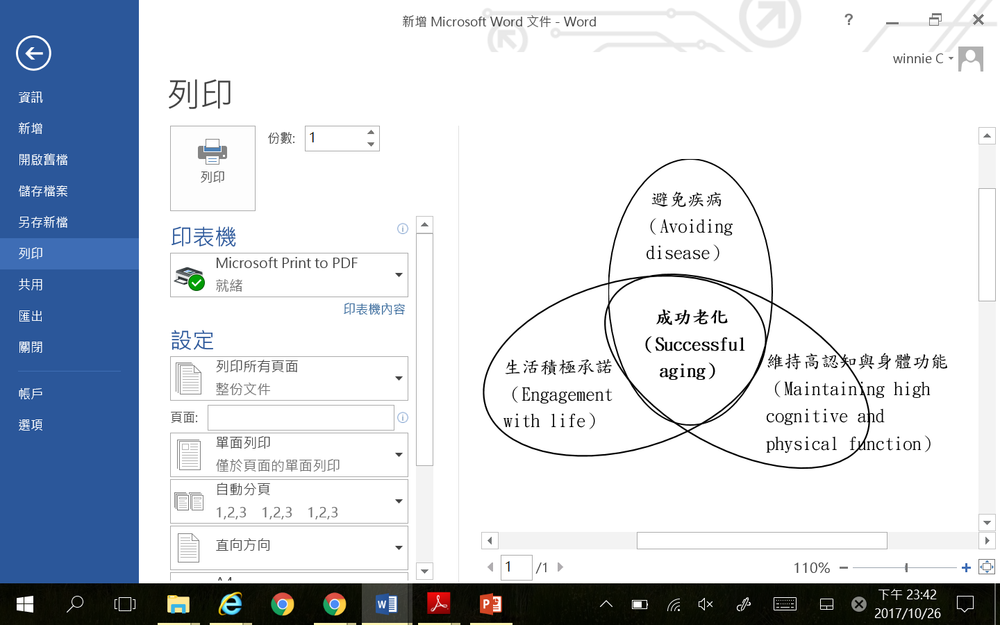 新增 Microsoft Word 文件 - Word
?
winnie C
資訊
新增
開啟舊檔
儲存檔案
另存新檔
列印
共用
匯出
關閉
帳戶
選項
列印
列印
份數: 1
印表機
Microsoft Print to PDF
就緒
印表機內容
設定
列印所有頁面
整份文件
頁面:
單面列印
僅於頁面的單面列印
自動分頁
1,2,3 1,2,3 1,2,3
直向方向
避免疾病
（Avoiding
disease）
成功老化
（Successful
aging）
生活積極承諾
（Engagement
with life）
維持高認知與身體功能
（Maintaining high
cognitive and
physical function）
1 /1
110%
下午 23:42
2017/10/26